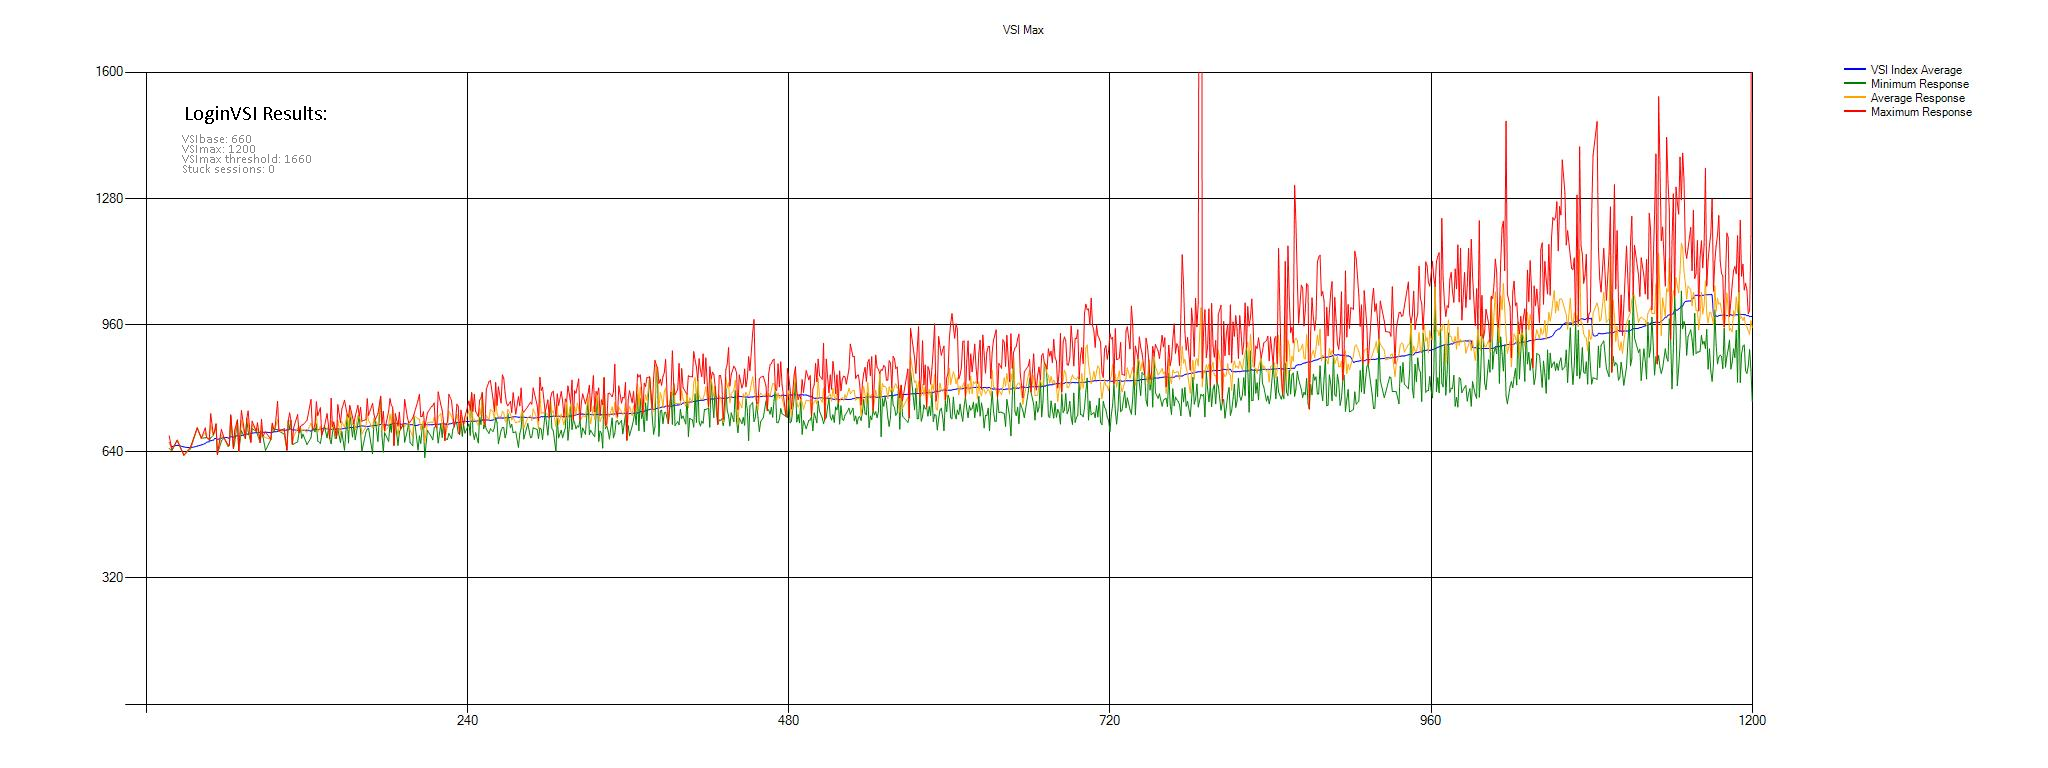 VSI Max
1600
1280
960
640
320
LoginVSI Results:
VSIbase: 660
VSImax: 1200
VSImax threshold: 1660
Stuck sessions: 0
VSI Index Average
Minimum Response
Average Response
Maximum Response
240
480
720
960
1200